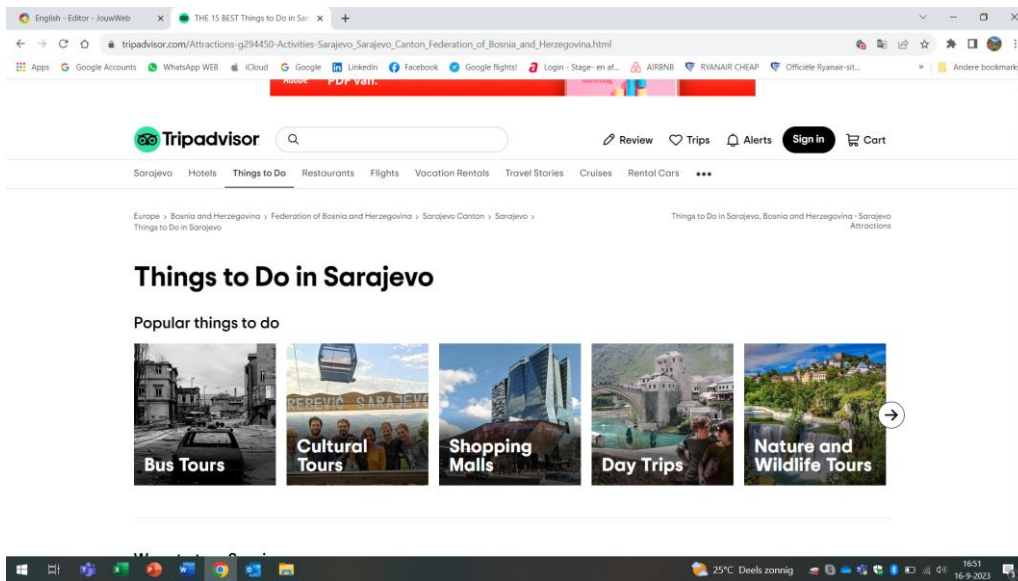 English - Editor - JouwWeb
THE 15 BEST Things to Do in Sar
tripadvisor.com/Attractions-g294450-Activities-Sarajevo_Sarajevo_Canton_Federation_of_Bosnia_and_Herzegovina.html
Apps Google Accounts WhatsApp WEB iCloud Google LinkedIn Facebook Google flights! Login - Stage- en af... AIRBNB RYANAIR CHEAP Officiële Ryanair-sit... » Andere bookmark
Adobe PDF van.
Tripadvisor Review Trips Alerts Sign in Cart
Sarajevo Hotels Things to Do Restaurants Flights Vacation Rentals Travel Stories Cruises Rental Cars
Europe > Bosnia and Herzegovina > Federation of Bosnia and Herzegovina > Sarajevo Canton > Sarajevo >
Things to Do in Sarajevo
Things to Do in Sarajevo, Bosnia and Herzegovina - Sarajevo
Attractions
Things to Do in Sarajevo
Popular things to do
SARAJEVO
Bus Tours
Cultural
Tours
Shopping
Malls
Day Trips
Nature and
Wildlife Tours
25°C Deels zonnig
16:51
16-9-2023